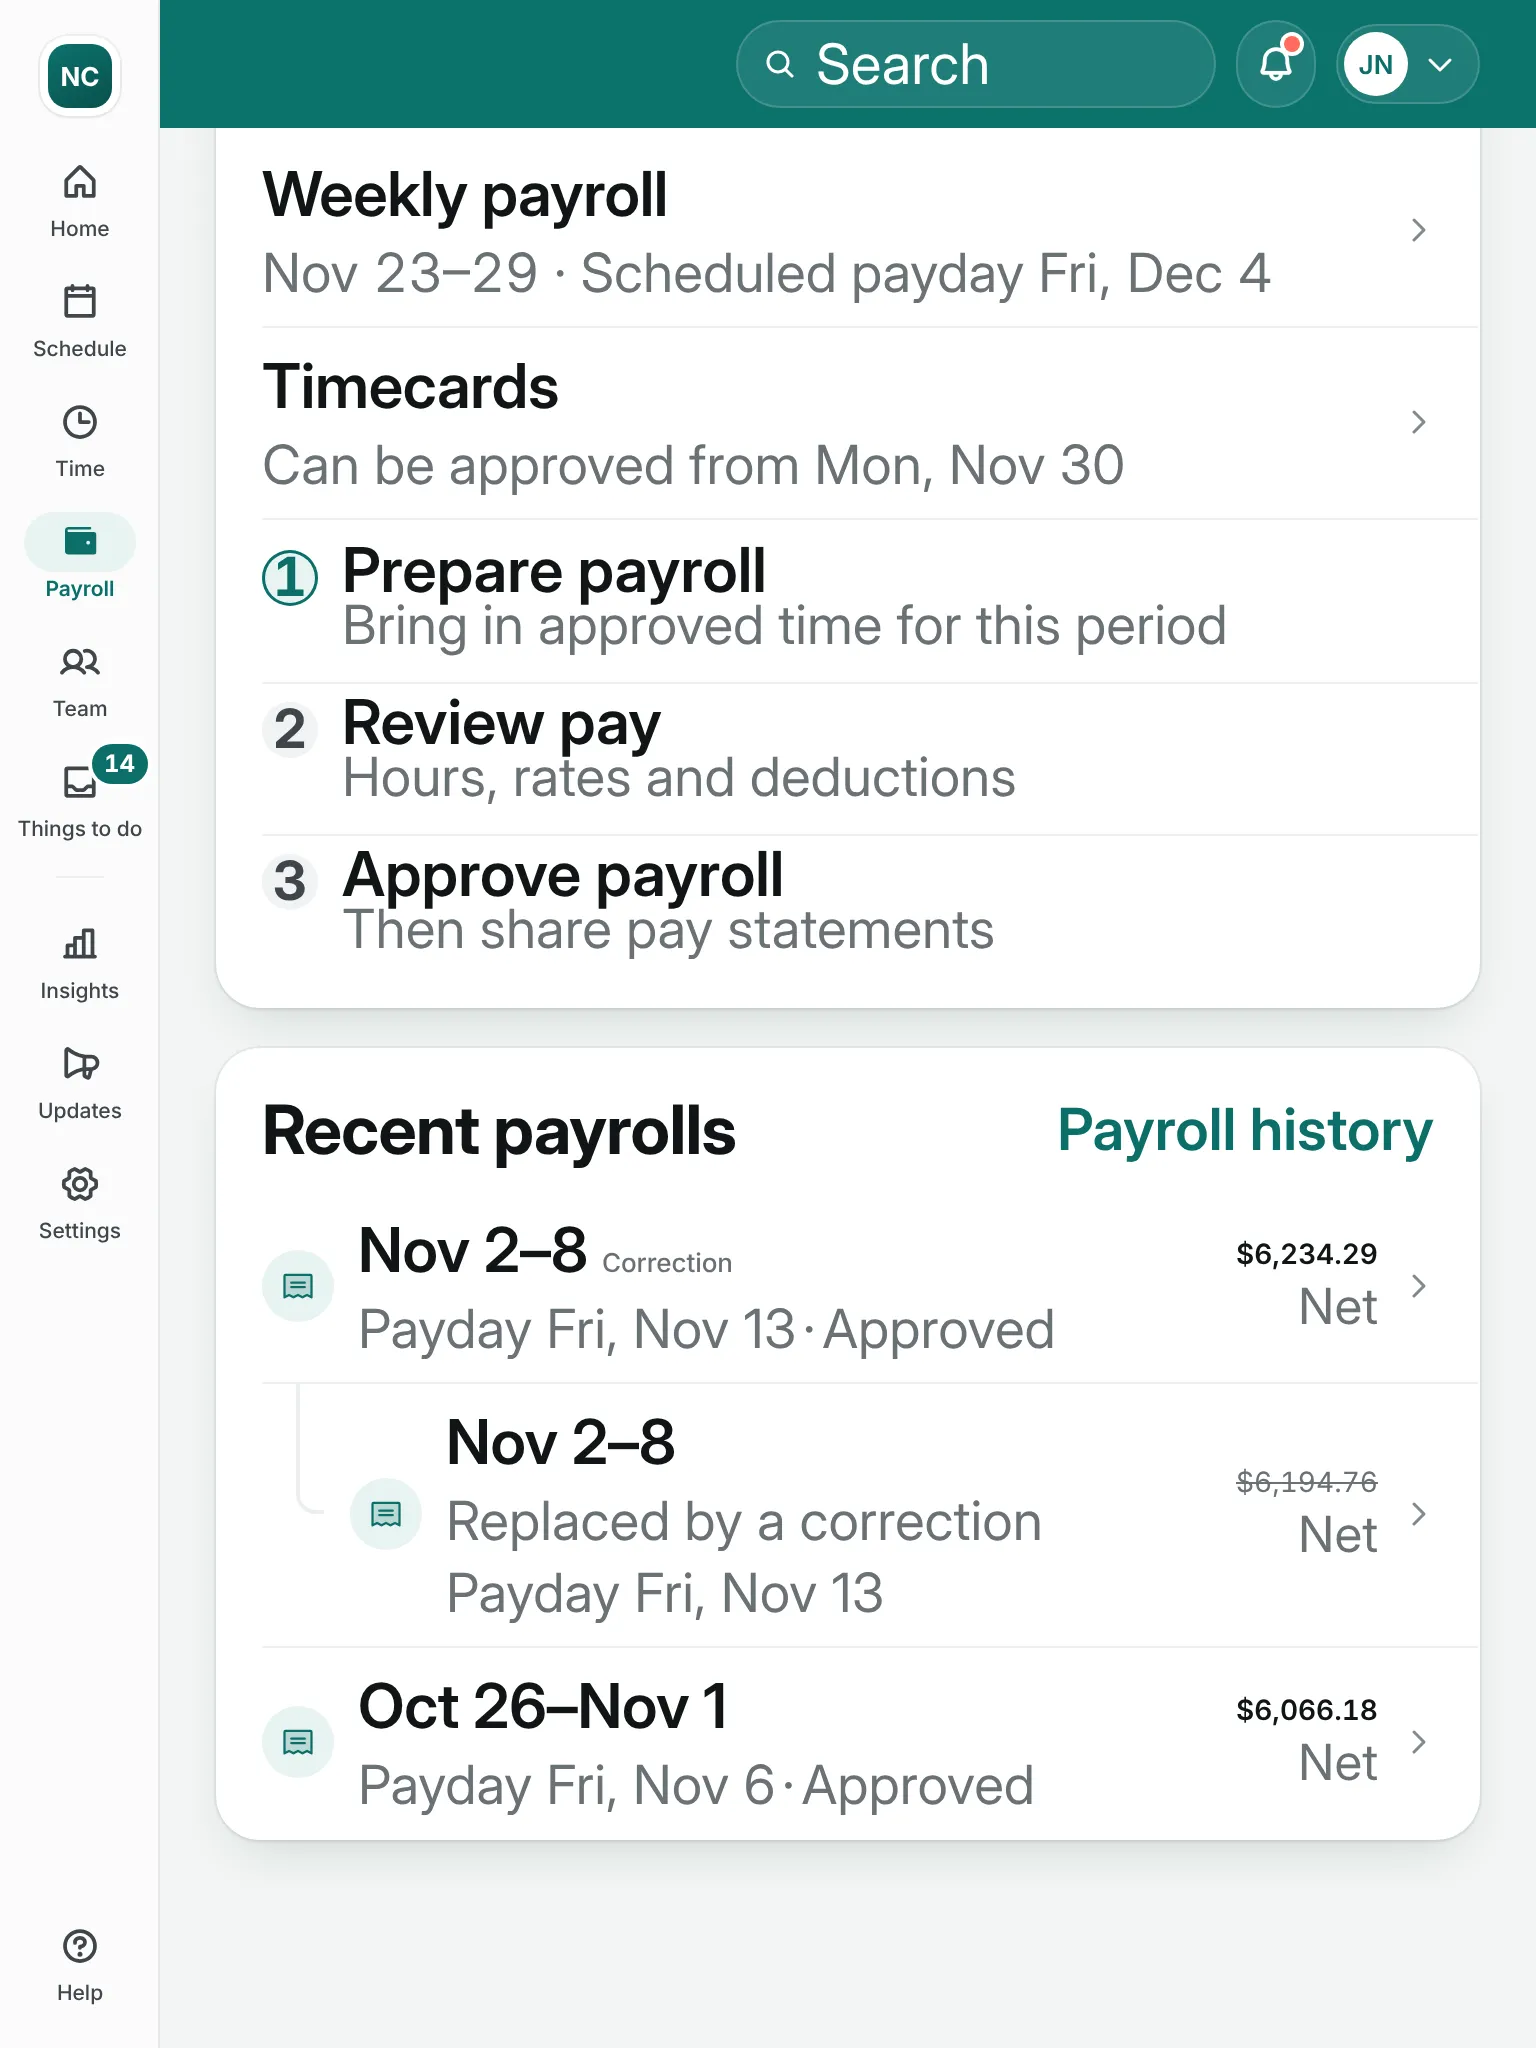 NC
Search
JN
Home
Schedule
Time
Payroll
Team
14
Things to do
Insights
Updates
Settings
Help
Weekly payroll
Nov 23–29 · Scheduled payday Fri, Dec 4
Timecards
Can be approved from Mon, Nov 30
1 Prepare payroll
Bring in approved time for this period
2 Review pay
Hours, rates and deductions
3 Approve payroll
Then share pay statements
Recent payrolls
Payroll history
Nov 2–8 Correction
Payday Fri, Nov 13 · Approved
$6,234.29
Net
Nov 2–8
Replaced by a correction
Payday Fri, Nov 13
$6,194.76
Net
Oct 26–Nov 1
Payday Fri, Nov 6 · Approved
$6,066.18
Net